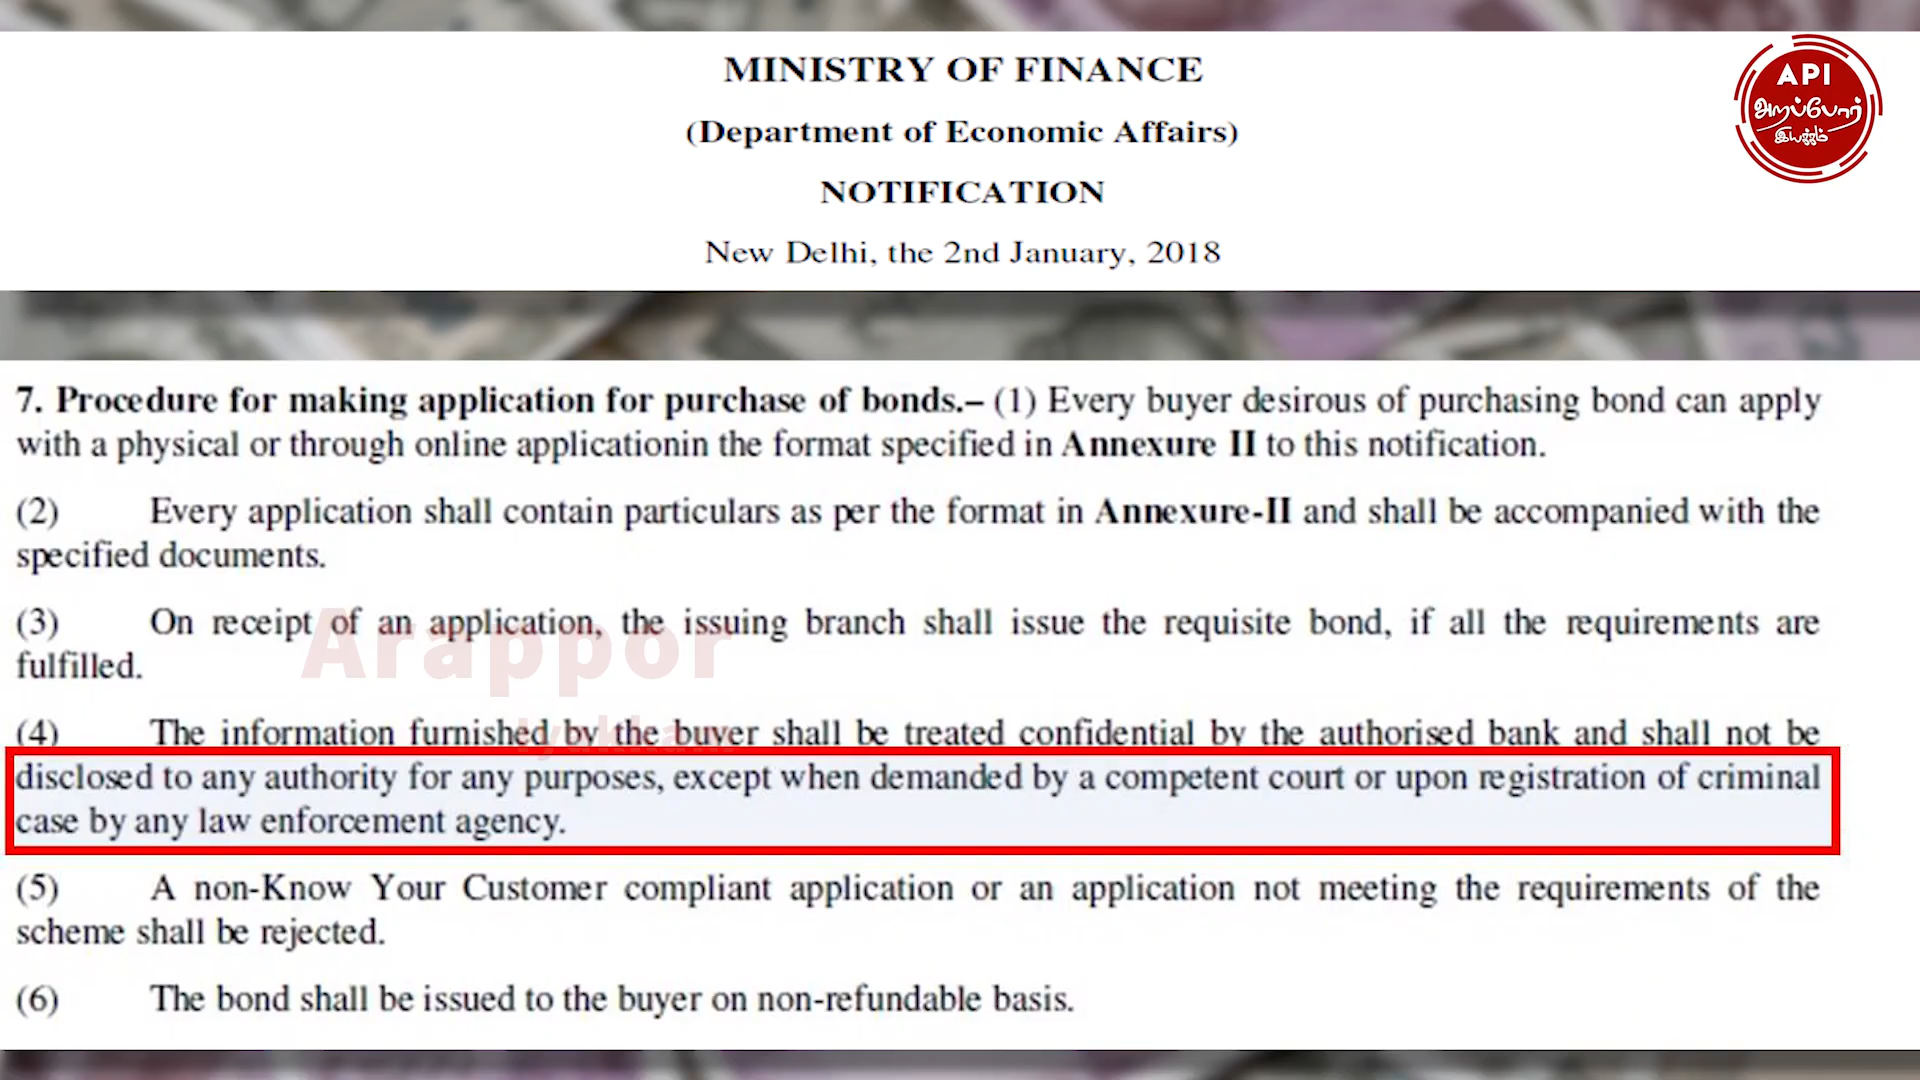 MINISTRY OF FINANCE
(Department of Economic Affairs)
NOTIFICATION
New Delhi, the 2nd January, 2018
API
அறப்போர்
இயக்கம்
7. Procedure for making application for purchase of bonds.– (1) Every buyer desirous of purchasing bond can apply
with a physical or through online applicationin the format specified in Annexure II to this notification.
(2) Every application shall contain particulars as per the format in Annexure-II and shall be accompanied with the
specified documents.
(3) On receipt of an application, the issuing branch shall issue the requisite bond, if all the requirements are
fulfilled.
Arappor
Iyakkam
(4) The information furnished by the buyer shall be treated confidential by the authorised bank and shall not be
disclosed to any authority for any purposes, except when demanded by a competent court or upon registration of criminal
case by any law enforcement agency.
(5) A non-Know Your Customer compliant application or an application not meeting the requirements of the
scheme shall be rejected.
(6) The bond shall be issued to the buyer on non-refundable basis.